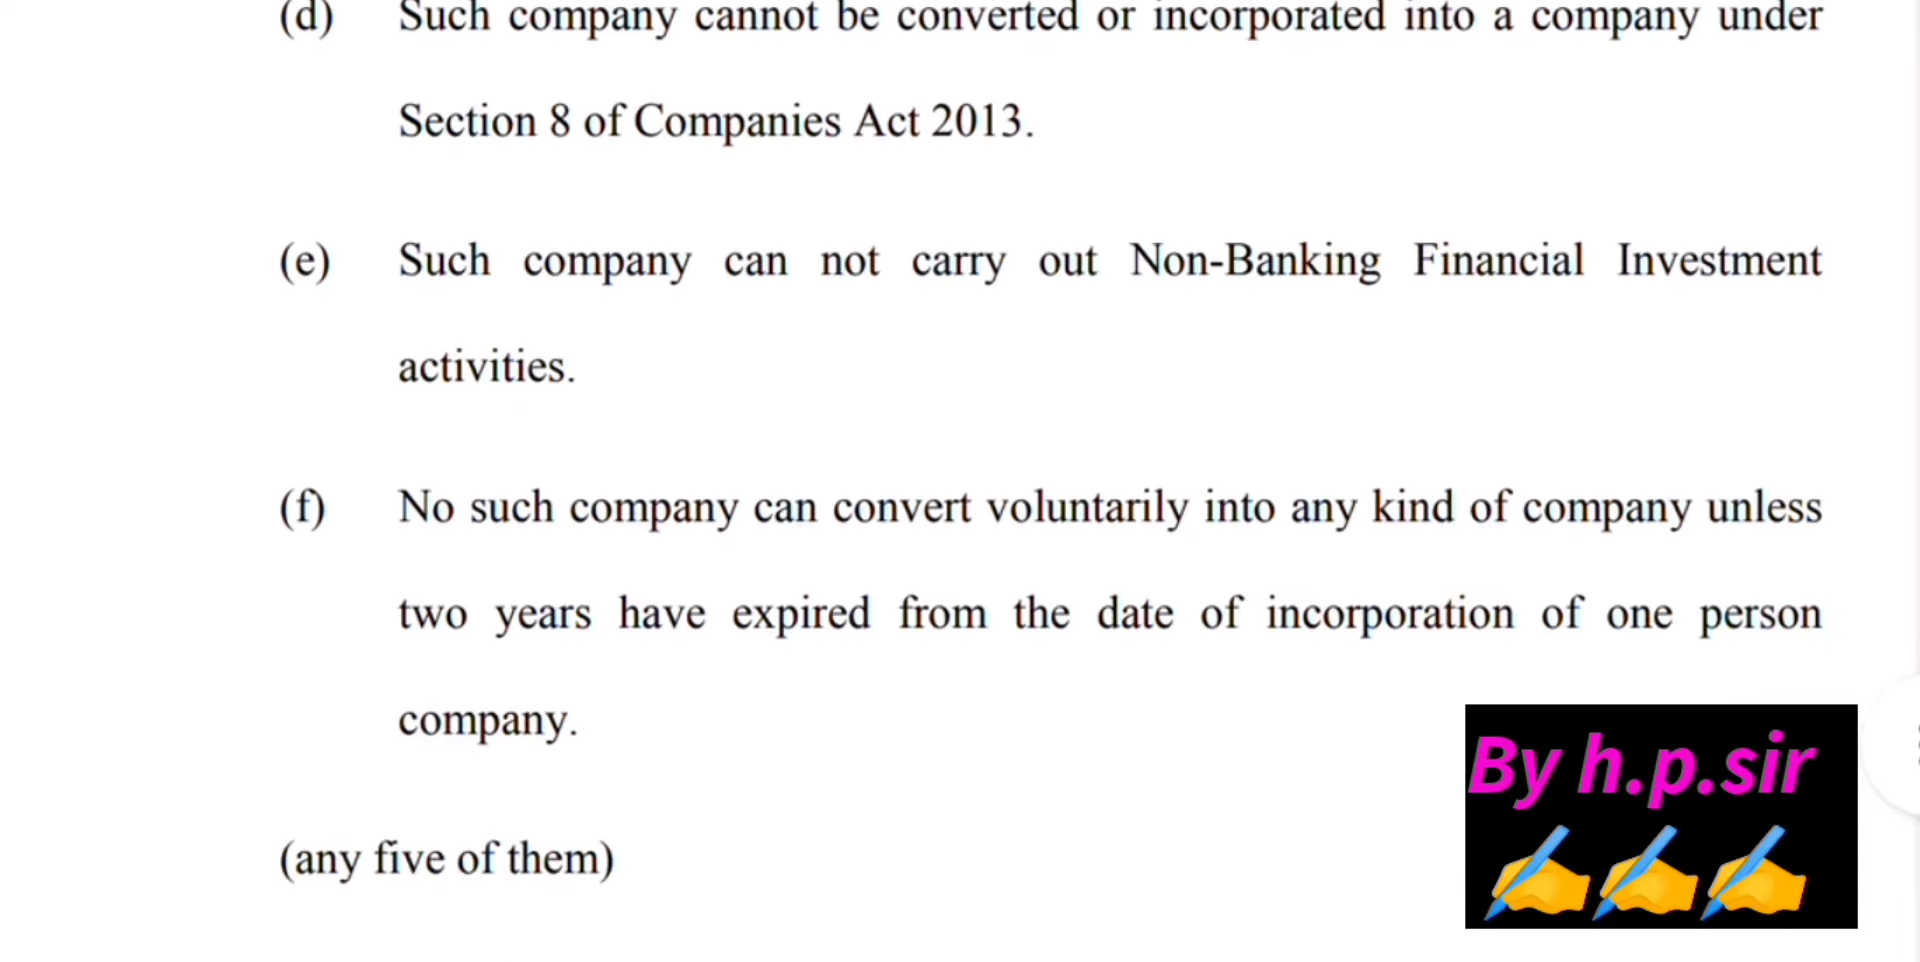 (d) Such company cannot be converted or incorporated into a company under
Section 8 of Companies Act 2013.
(e) Such company can not carry out Non-Banking Financial Investment
activities.
(f) No such company can convert voluntarily into any kind of company unless
two years have expired from the date of incorporation of one person
company.
(any five of them)
By h.p.sir